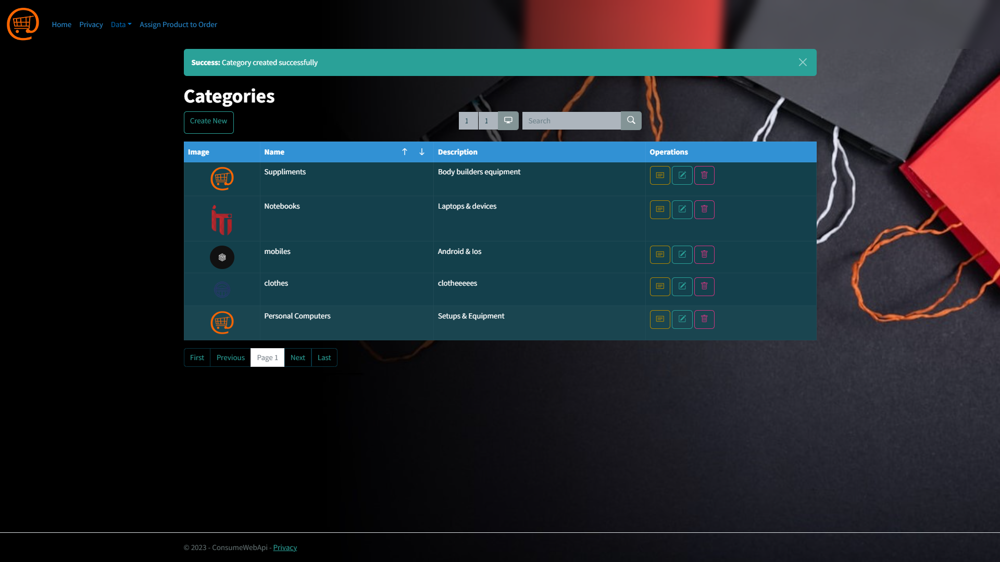 Home Privacy Data Assign Product to Order
Success: Category created successfully
Categories
Create New 1 1 Search
Image Name Description Operations
Suppliments Body builders equipment
Notebooks Laptops & devices
mobiles Android & Ios
clothes clotheeeees
Personal Computers Setups & Equipment
First Previous Page 1 Next Last
© 2023 - ConsumeWebApi - Privacy